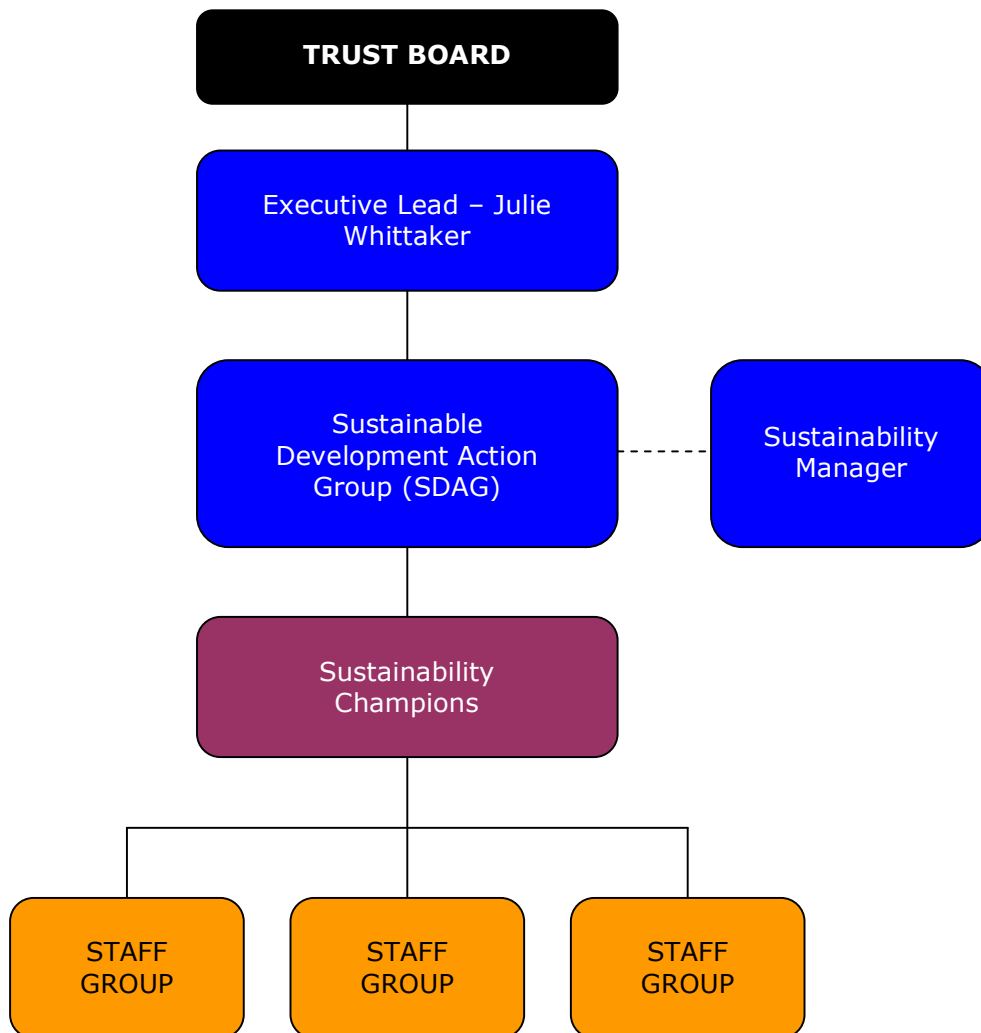 TRUST BOARD
Executive Lead – Julie
Whittaker
Sustainable
Development Action
Group (SDAG)
Sustainability
Manager
Sustainability
Champions
STAFF
GROUP
STAFF
GROUP
STAFF
GROUP